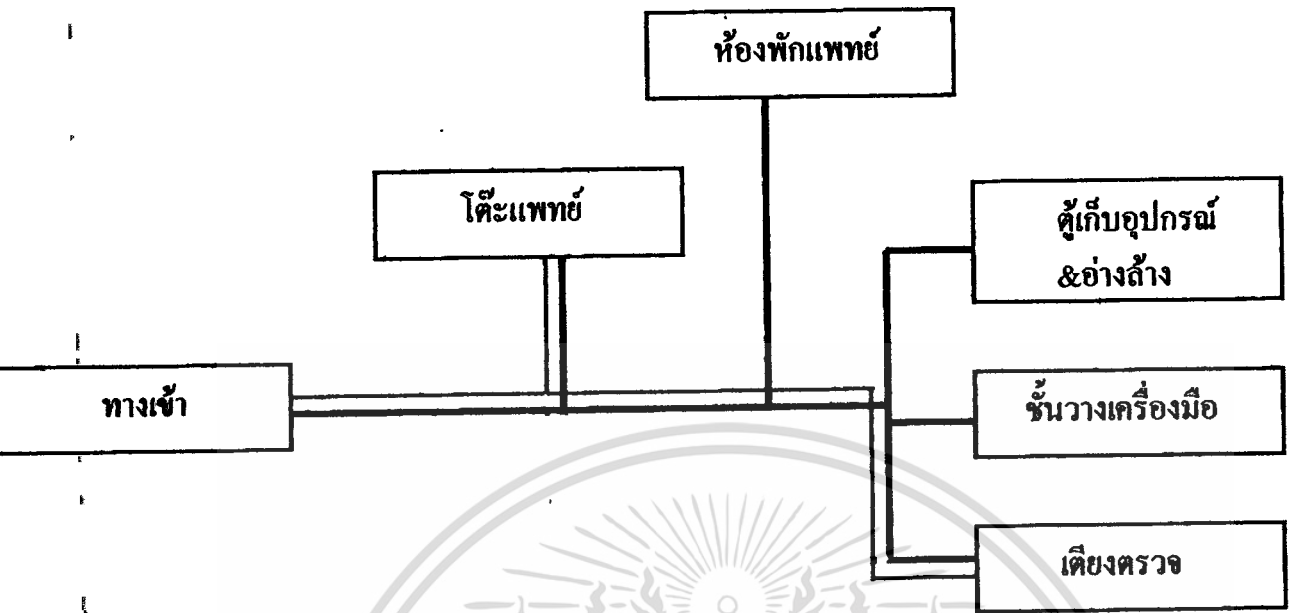 ห้องพักแพทย์
โต๊ะแพทย์
ตู้เก็บอุปกรณ์
&อ่างล้าง
ทางเข้า
ชั้นวางเครื่องมือ
เตียงตรวจ